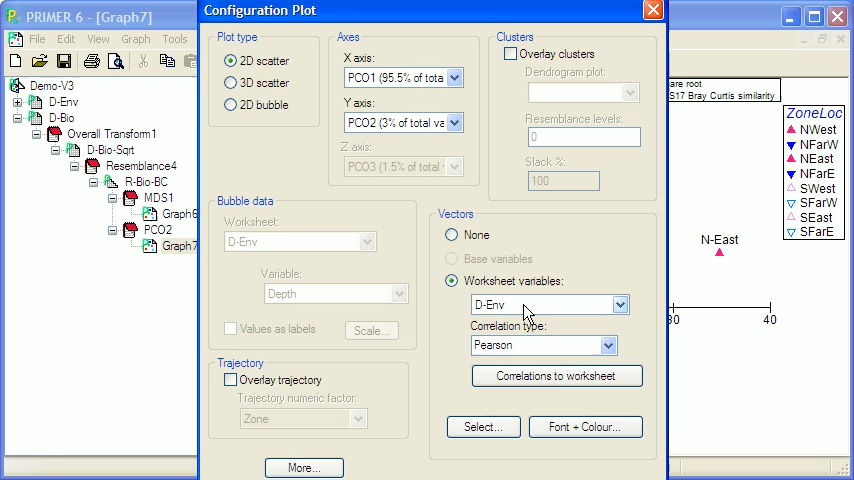 PRIMER 6 - [Graph7]
File Edit View Graph Tools
Demo-V3
D-Env
D-Bio
Overall Transform1
D-Bio-Sqrt
Resemblance4
R-Bio-BC
MDS1
Graph6
PCO2
Graph7
Configuration Plot
Plot type
2D scatter
3D scatter
2D bubble
Axes
X axis:
PCO1 (95.5% of total
Y axis:
PCO2 (3% of total va
Z axis:
PCO3 (1.5% of total
Clusters
Overlay clusters
Dendrogram plot:
Resemblance levels:
0
Slack %:
100
Bubble data
Worksheet:
D-Env
Variable:
Depth
Values as labels
Scale...
Trajectory
Overlay trajectory
Trajectory numeric factor:
Zone
More...
Vectors
None
Base variables
Worksheet variables:
D-Env
Correlation type:
Pearson
Correlations to worksheet
Select...
Font + Colour...
are root
S17 Bray Curtis similarity
ZoneLoc
NWest
NFarW
NEast
NFarE
SWest
SFarW
SEast
SFarE
N-East
30 40